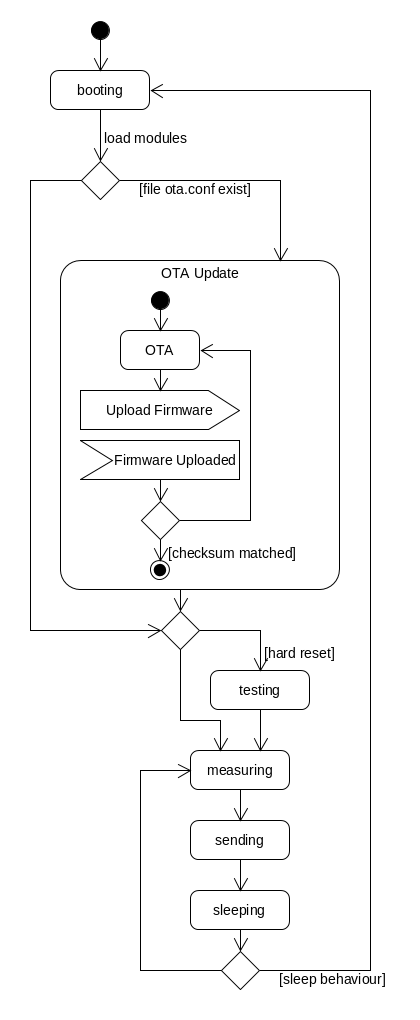 booting
load modules
[file ota.conf exist]
OTA Update
OTA
Upload Firmware
Firmware Uploaded
[checksum matched]
[hard reset]
testing
measuring
sending
sleeping
[sleep behaviour]